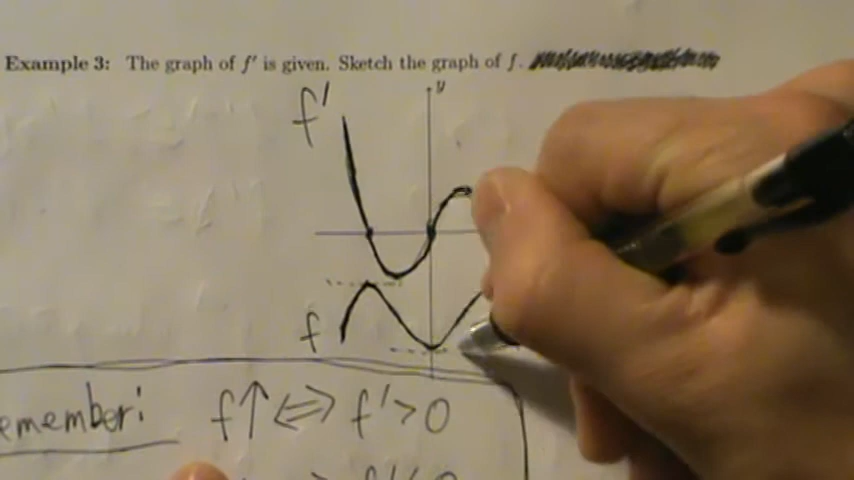 Example 3: The graph of f' is given. Sketch the graph of f.
f'
y
f
emember: f↑ ⟺ f'>0